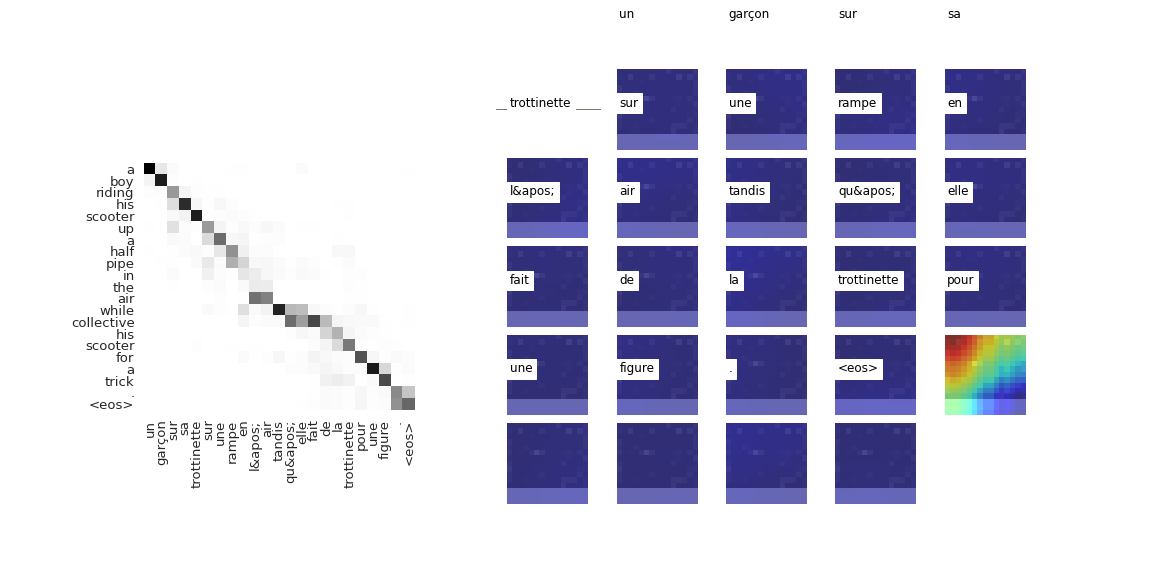 un garçon sur sa
trottinette sur une rampe en
l&apos; air tandis qu&apos; elle
fait de la trottinette pour
une figure . <eos>
a
boy
riding
his
scooter
up
a
half
pipe
in
the
air
while
collective
his
scooter
for
a
trick
.
<eos>
un
garçon
sur
sa
trottinette
sur
une
rampe
en
l&apos;
air
tandis
qu&apos;
elle
fait
de
la
trottinette
pour
une
figure
.
<eos>